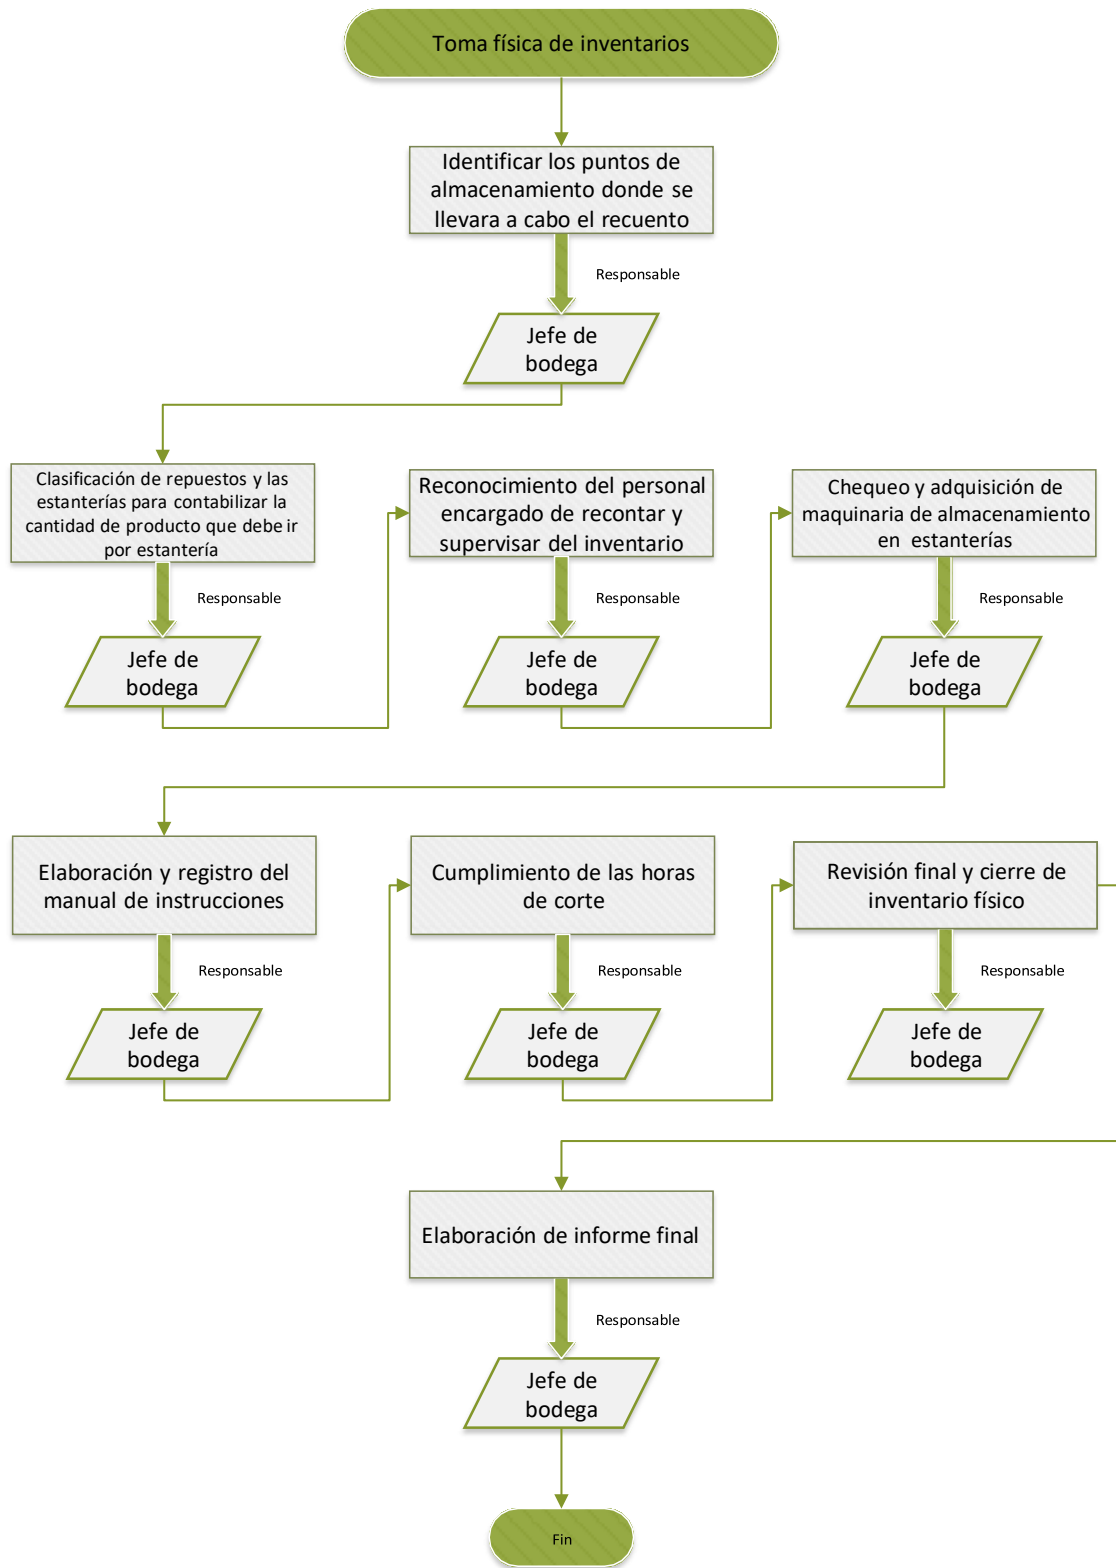 Toma física de inventarios
Identificar los puntos de
almacenamiento donde se
llevara a cabo el recuento
Responsable
Jefe de
bodega
Clasificación de repuestos y las
estanterías para contabilizar la
cantidad de producto que debe ir
por estantería
Responsable
Jefe de
bodega
Reconocimiento del personal
encargado de recontar y
supervisar del inventario
Responsable
Jefe de
bodega
Chequeo y adquisición de
maquinaria de almacenamiento
en estanterías
Responsable
Jefe de
bodega
Elaboración y registro del
manual de instrucciones
Responsable
Jefe de
bodega
Cumplimiento de las horas
de corte
Responsable
Jefe de
bodega
Revisión final y cierre de
inventario físico
Responsable
Jefe de
bodega
Elaboración de informe final
Responsable
Jefe de
bodega
Fin